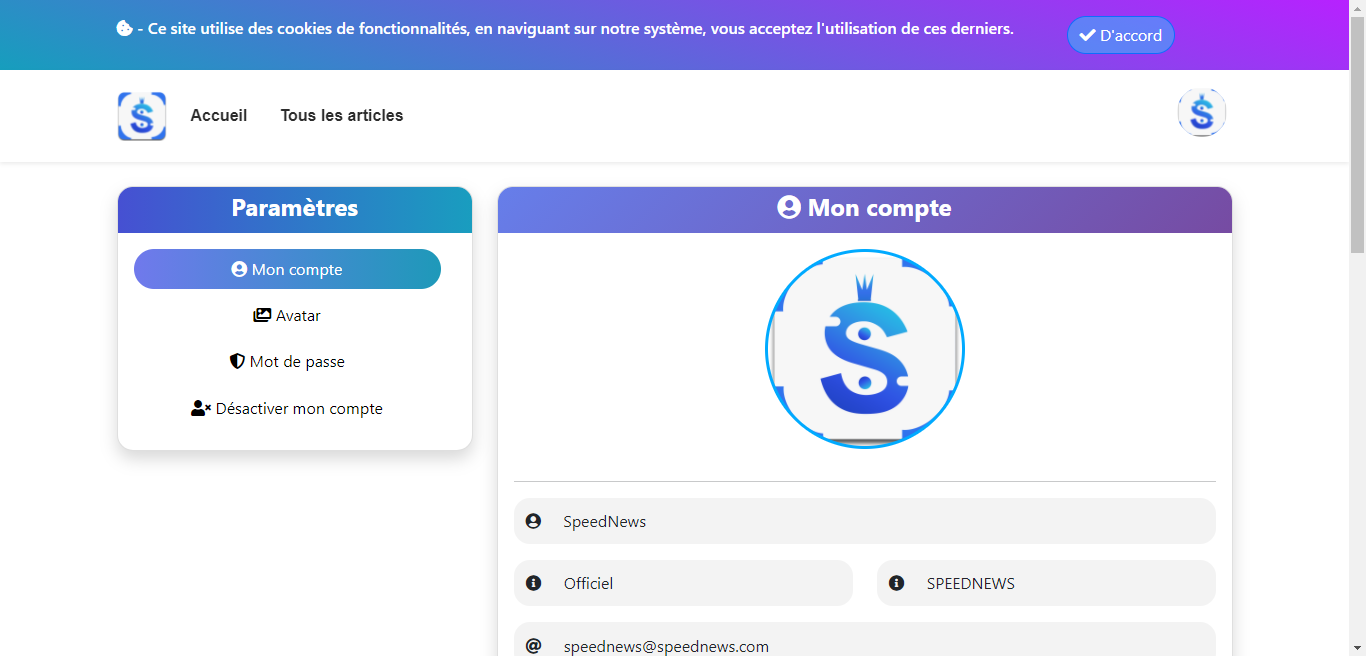 - Ce site utilise des cookies de fonctionnalités, en naviguant sur notre système, vous acceptez l'utilisation de ces derniers.
D'accord
S
Accueil
Tous les articles
S
Paramètres
Mon compte
Avatar
Mot de passe
Désactiver mon compte
Mon compte
S
SpeedNews
Officiel
SPEEDNEWS
@ speednews@speednews.com